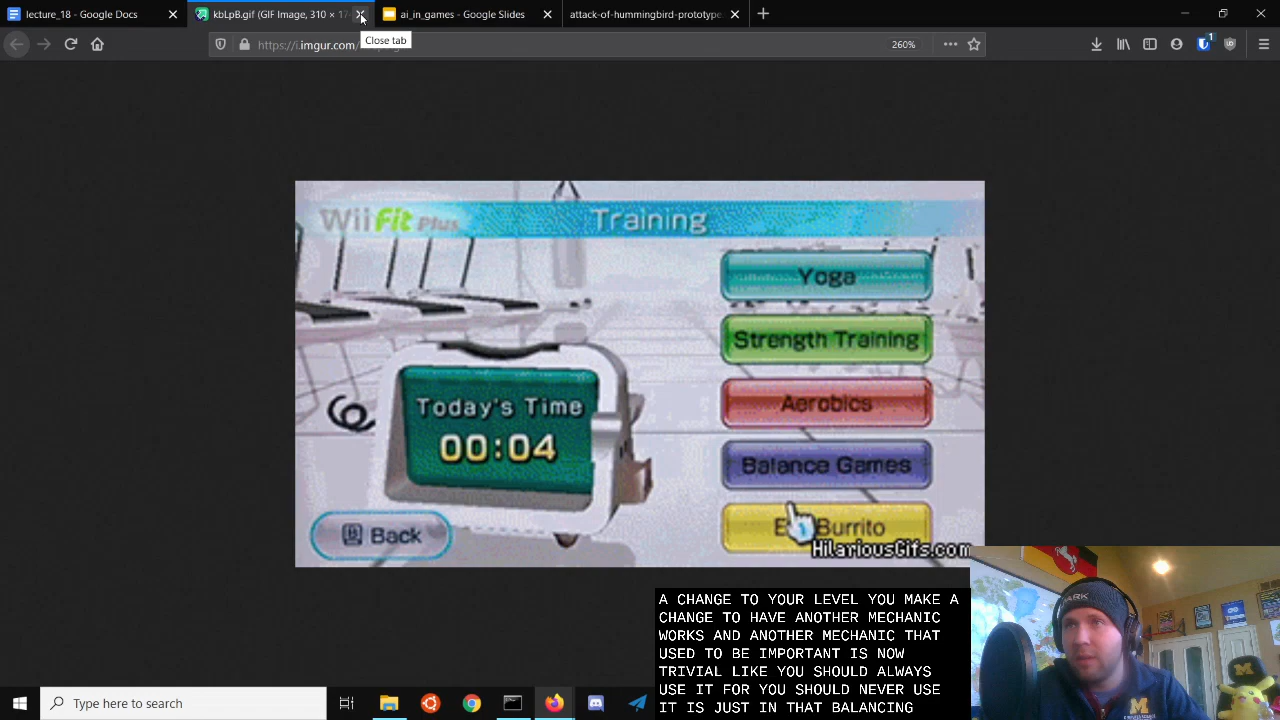 lecture_18 - Google Docs
kbLpB.gif (GIF Image, 310 × 17
ai_in_games - Google Slides
attack-of-hummingbird-prototype
Close tab
https://i.imgur.com
260%
1
Wii Fit Plus
Training
Yoga
Strength Training
Aerobics
Balance Games
Burrito
Today's Time
00:04
B Back
HilariousGifs.com
A CHANGE TO YOUR LEVEL YOU MAKE A
CHANGE TO HAVE ANOTHER MECHANIC
WORKS AND ANOTHER MECHANIC THAT
USED TO BE IMPORTANT IS NOW
TRIVIAL LIKE YOU SHOULD ALWAYS
USE IT FOR YOU SHOULD NEVER USE
IT IS JUST IN THAT BALANCING
Type here to search
M